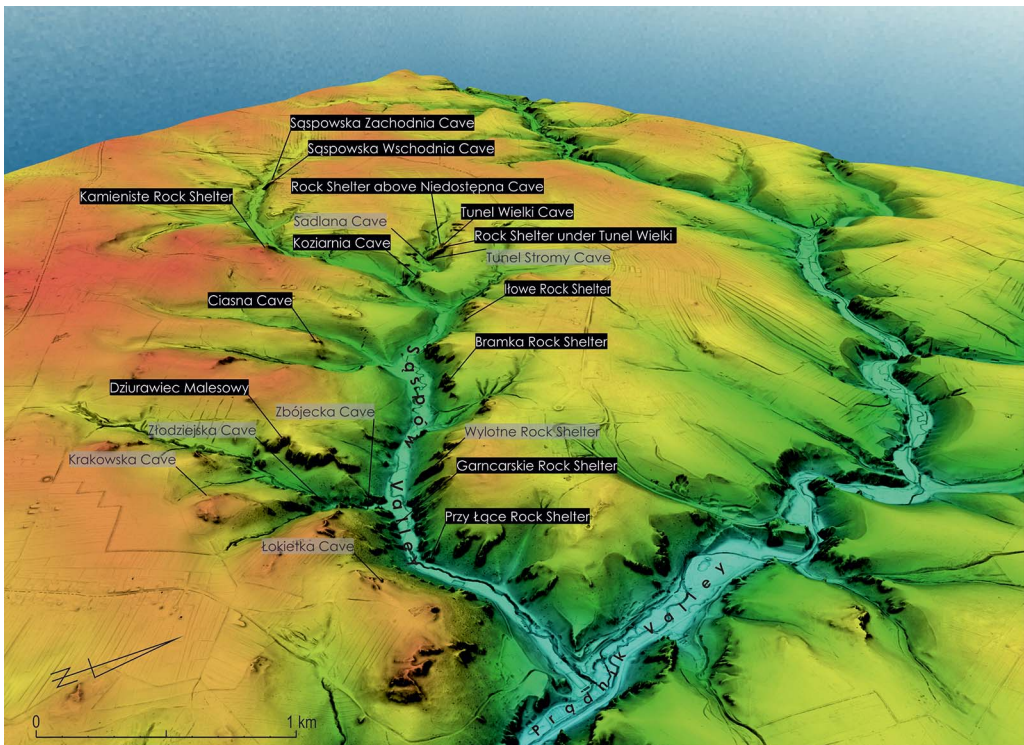 Sąspowska Zachodnia Cave
Sąspowska Wschodnia Cave
Rock Shelter above Niedostępna Cave
Kamieniste Rock Shelter
Tunel Wielki Cave
Sadlana Cave
Rock Shelter under Tunel Wielki
Koziarnia Cave
Tunel Stromy Cave
Iłowe Rock Shelter
Ciasna Cave
Bramka Rock Shelter
Sąspów Valley
Dziurawiec Malesowy
Zbójecka Cave
Złodziejska Cave
Wylotne Rock Shelter
Krakowska Cave
Garncarskie Rock Shelter
Przy Łące Rock Shelter
Łokietka Cave
Prądnik Valley
N
0 1 km